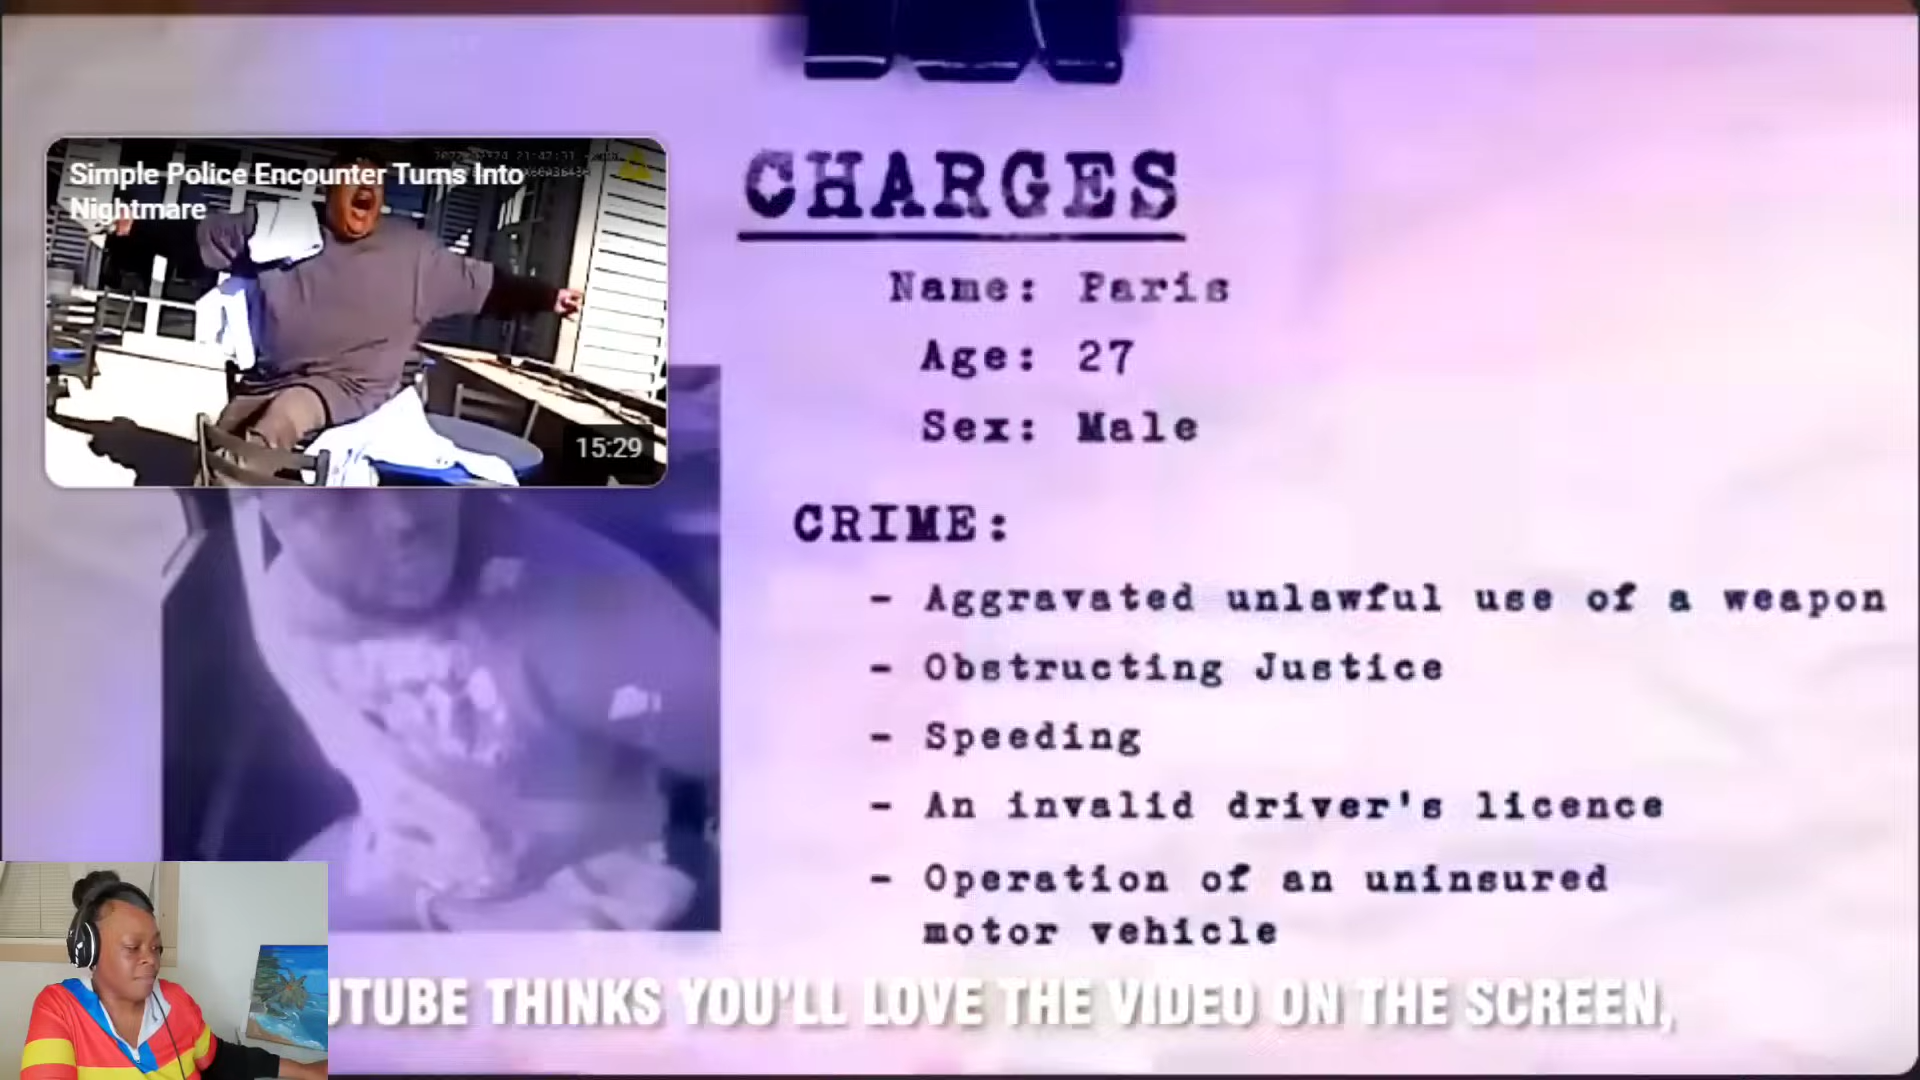 Simple Police Encounter Turns Into
Nightmare
15:29
CHARGES
Name: Paris
Age: 27
Sex: Male
CRIME:
- Aggravated unlawful use of a weapon
- Obstructing Justice
- Speeding
- An invalid driver's licence
- Operation of an uninsured
motor vehicle
UTUBE THINKS YOU'LL LOVE THE VIDEO ON THE SCREEN,